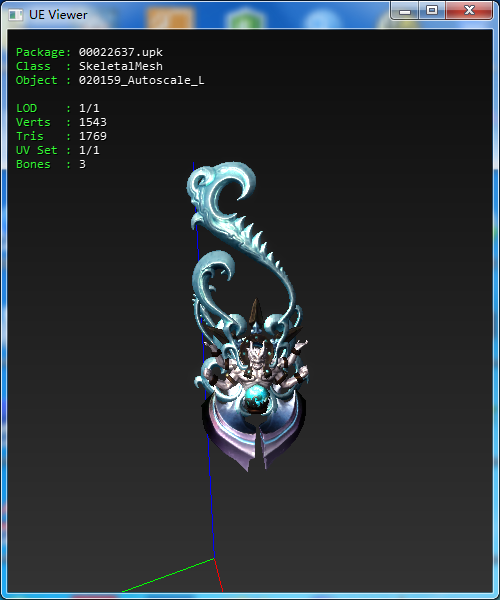 UE Viewer
Package: 00022637.upk
Class : SkeletalMesh
Object : 020159_Autoscale_L
LOD : 1/1
Verts : 1543
Tris : 1769
UV Set : 1/1
Bones : 3